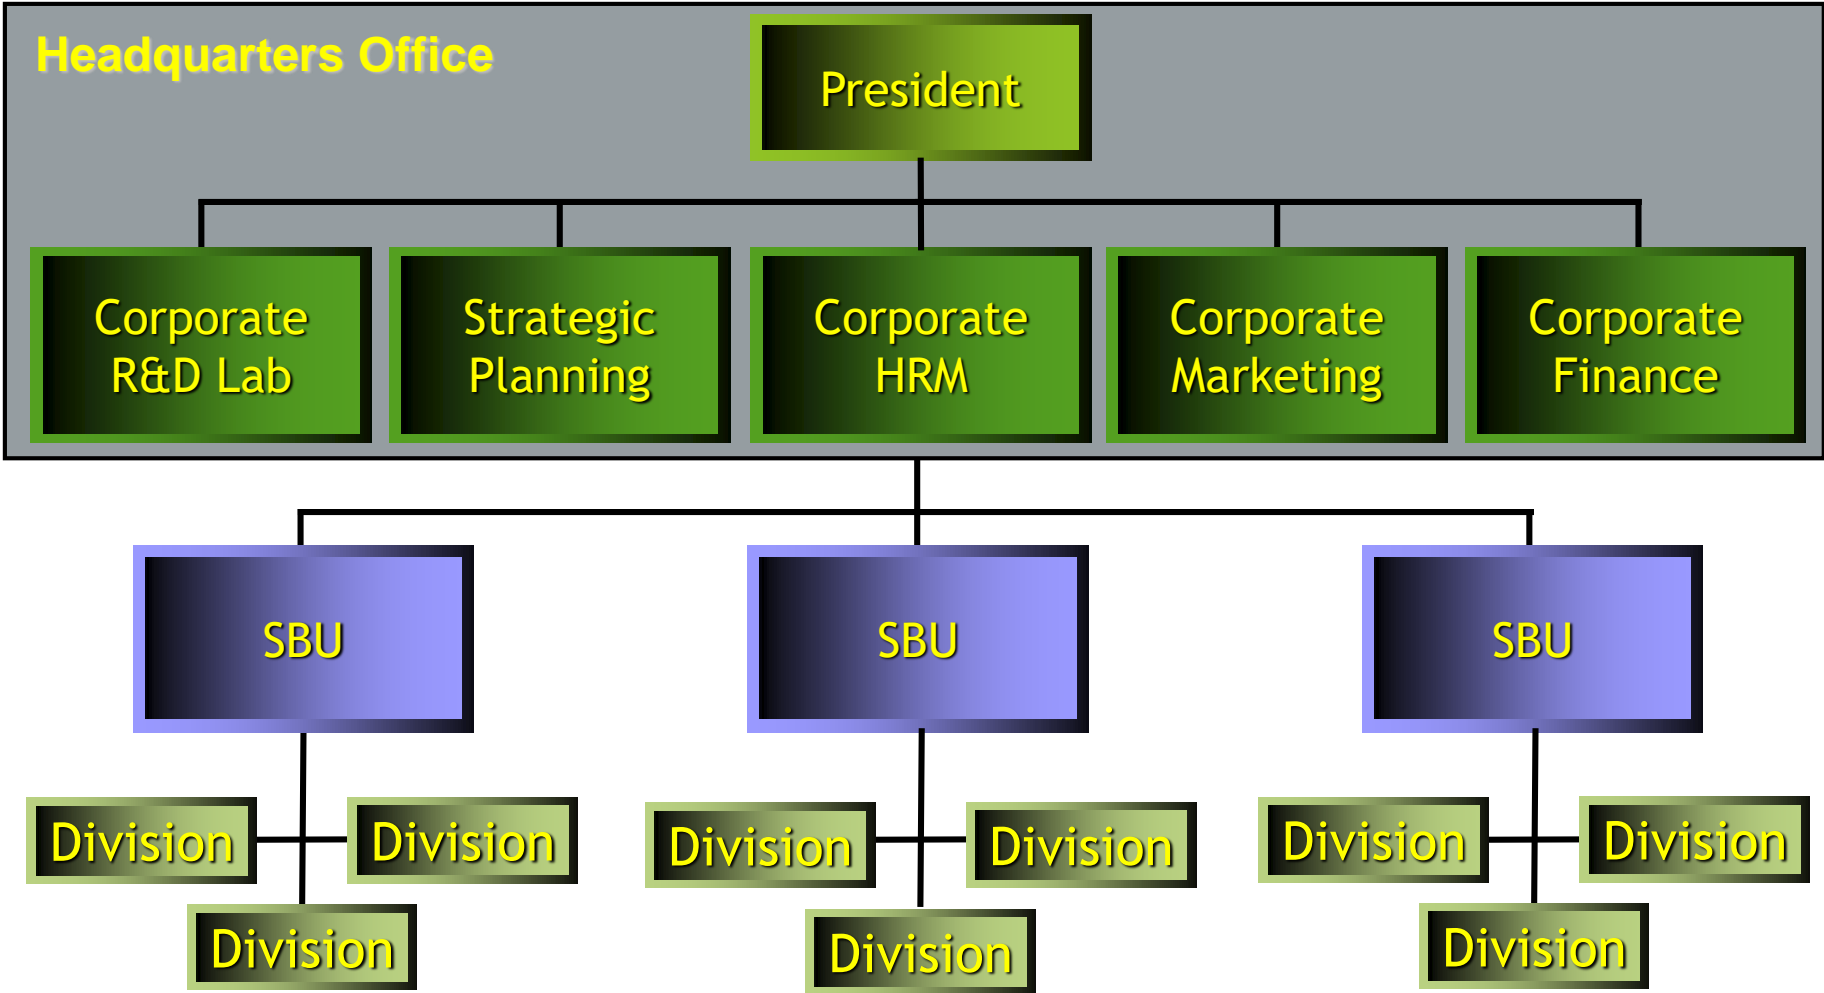 Headquarters Office
President
Corporate
R&D Lab
Strategic
Planning
Corporate
HRM
Corporate
Marketing
Corporate
Finance
SBU
SBU
SBU
Division
Division
Division
Division
Division
Division
Division
Division
Division